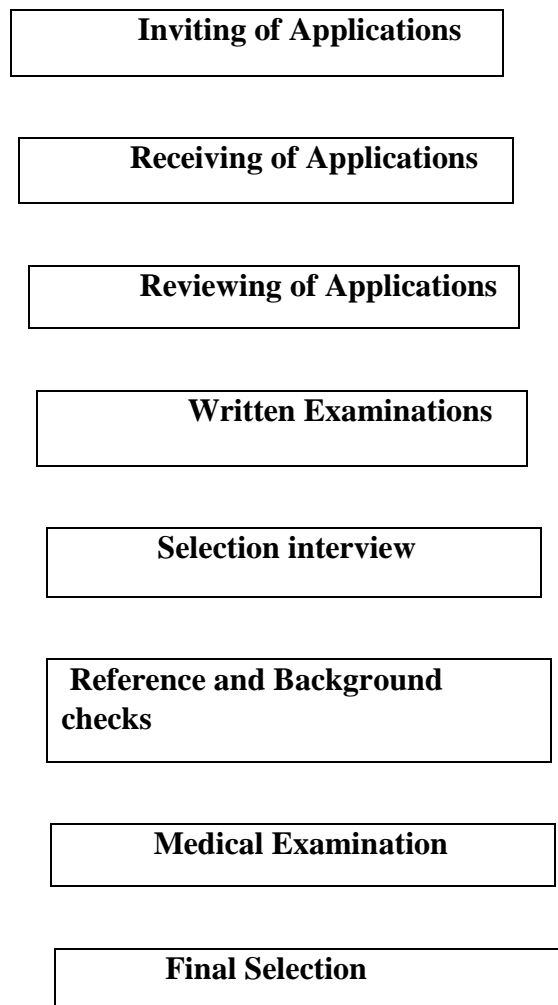 Inviting of Applications
Receiving of Applications
Reviewing of Applications
Written Examinations
Selection interview
Reference and Background
checks
Medical Examination
Final Selection